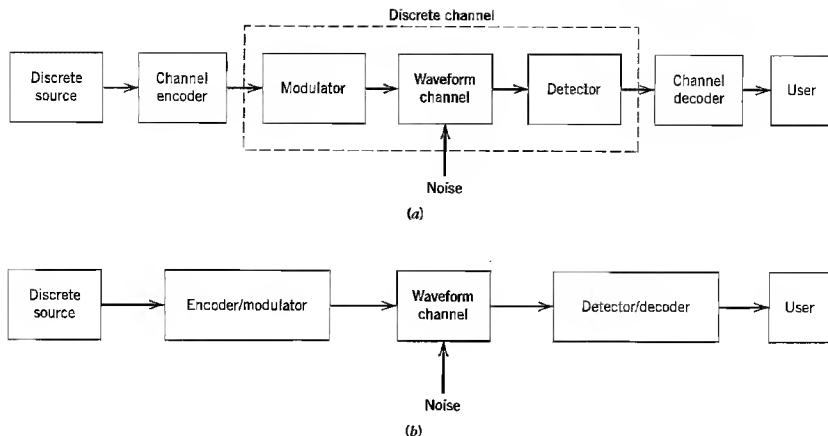 Discrete channel
Discrete
source
Channel
encoder
Modulator
Waveform
channel
Detector
Channel
decoder
User
Noise
(a)
Discrete
source
Encoder/modulator
Waveform
channel
Detector/decoder
User
Noise
(b)